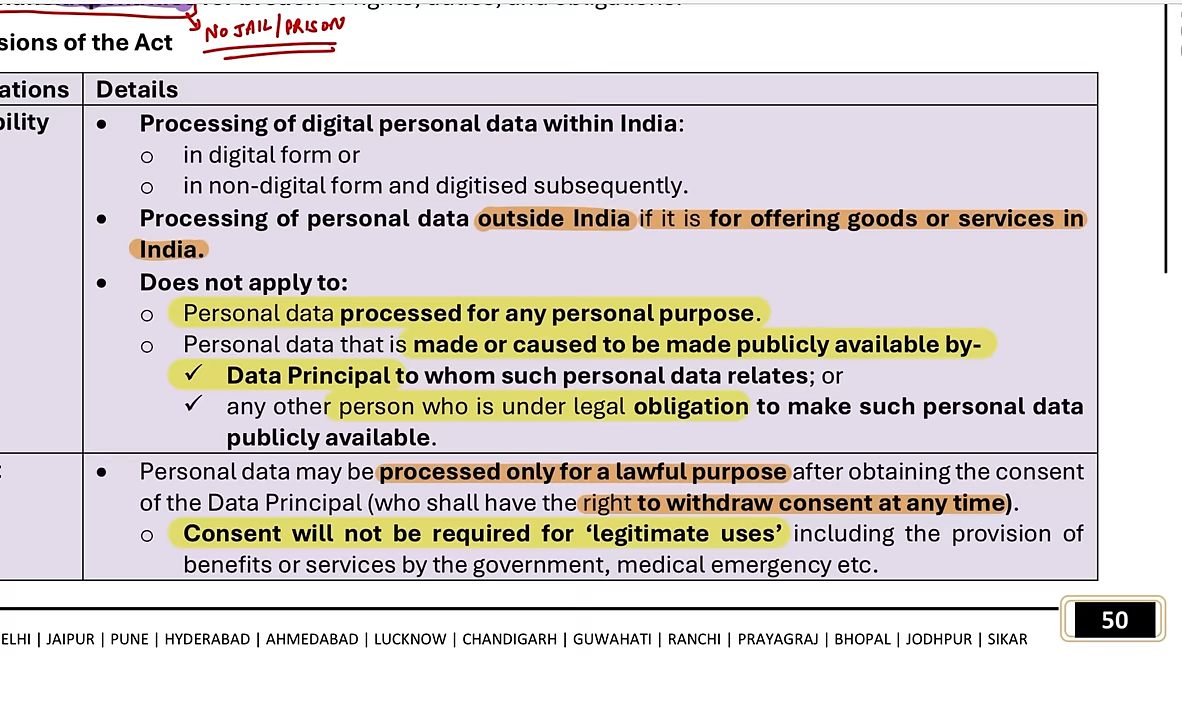 or breach of rights, duties, and obligations.
NO JAIL/PRISON
sions of the Act
ations Details
bility • Processing of digital personal data within India:
o in digital form or
o in non-digital form and digitised subsequently.
• Processing of personal data outside India if it is for offering goods or services in
India.
• Does not apply to:
o Personal data processed for any personal purpose.
o Personal data that is made or caused to be made publicly available by-
✓ Data Principal to whom such personal data relates; or
✓ any other person who is under legal obligation to make such personal data
publicly available.
: • Personal data may be processed only for a lawful purpose after obtaining the consent
of the Data Principal (who shall have the right to withdraw consent at any time).
o Consent will not be required for ‘legitimate uses’ including the provision of
benefits or services by the government, medical emergency etc.
50
ELHI | JAIPUR | PUNE | HYDERABAD | AHMEDABAD | LUCKNOW | CHANDIGARH | GUWAHATI | RANCHI | PRAYAGRAJ | BHOPAL | JODHPUR | SIKAR